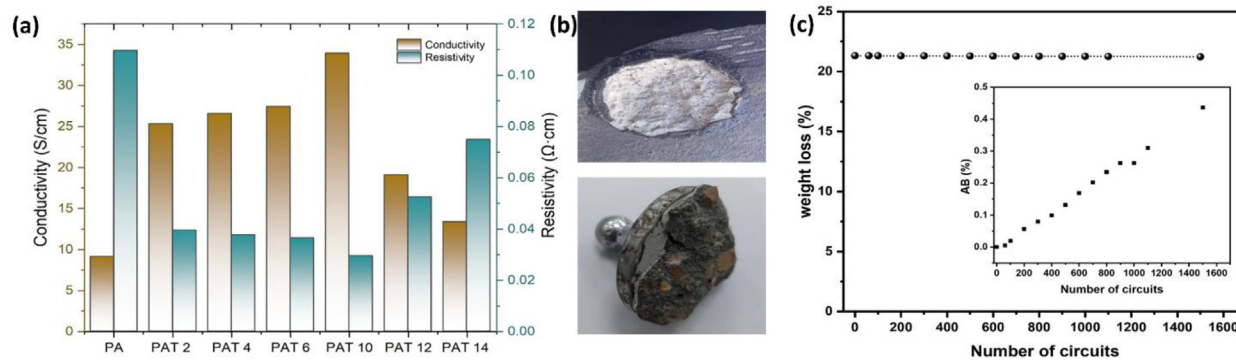 (a)
Conductivity
Resistivity
Conductivity (S/cm)
35
30
25
20
15
10
5
0
0.12
0.10
0.08
0.06
0.04
0.02
0.00
Resistivity (Ω·cm)
PA PAT 2 PAT 4 PAT 6 PAT 10 PAT 12 PAT 14
(b)
(c)
weight loss (%)
25
20
15
10
5
0
0 200 400 600 800 1000 1200 1400 1600
Number of circuits
AB (%)
0.5
0.4
0.3
0.2
0.1
0.0
0 200 400 600 800 1000 1200 1400 1600
Number of circuits